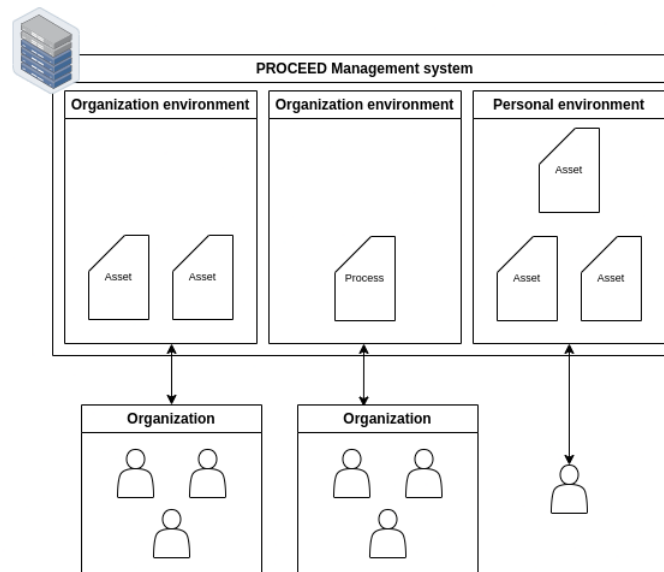 PROCEED Management system
Organization environment
Organization environment
Personal environment
Asset
Asset
Asset
Process
Asset
Asset
Organization
Organization